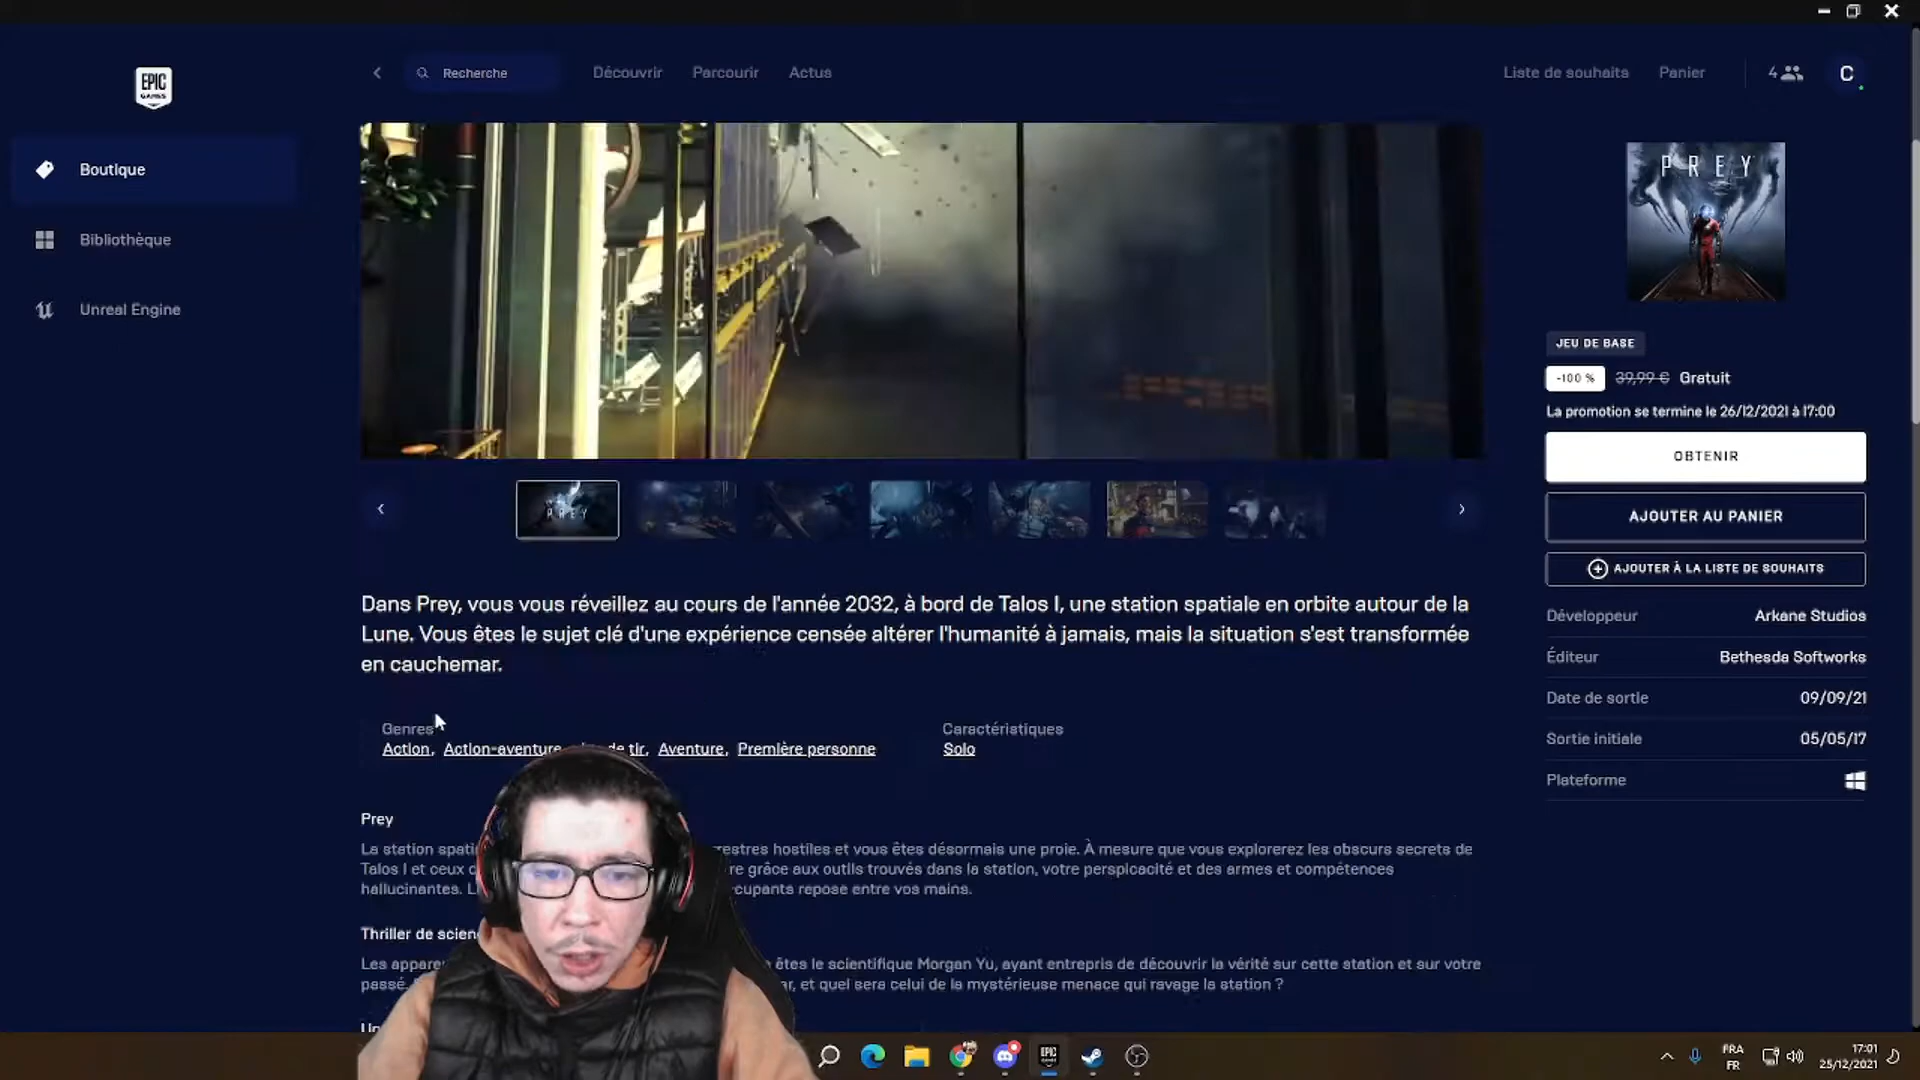 EPIC
GAMES
Recherche
Découvrir
Parcourir
Actus
Liste de souhaits
Panier
4
C
Boutique
Bibliothèque
Unreal Engine
PREY
JEU DE BASE
-100 %
39,99 €
Gratuit
La promotion se termine le 26/12/2021 à 17:00
OBTENIR
AJOUTER AU PANIER
AJOUTER À LA LISTE DE SOUHAITS
Développeur
Arkane Studios
Éditeur
Bethesda Softworks
Date de sortie
09/09/21
Sortie initiale
05/05/17
Plateforme
PREY
Dans Prey, vous vous réveillez au cours de l'année 2032, à bord de Talos I, une station spatiale en orbite autour de la
Lune. Vous êtes le sujet clé d'une expérience censée altérer l'humanité à jamais, mais la situation s'est transformée
en cauchemar.
Genres
Action, Action-aventure, de tir, Aventure, Première personne
Caractéristiques
Solo
Prey
La station hostiles et vous êtes désormais une proie. À mesure que vous explorerez les obscurs secrets de
Talos I et ceux grâce aux outils trouvés dans la station, votre perspicacité et des armes et compétences
hallucinantes. repose entre vos mains.
Thriller de
Les êtes le scientifique Morgan Yu, ayant entrepris de découvrir la vérité sur cette station et sur votre
passé. et quel sera celui de la mystérieuse menace qui ravage la station ?
EPIC
GAMES
FRA
FR
17:01
25/12/2021